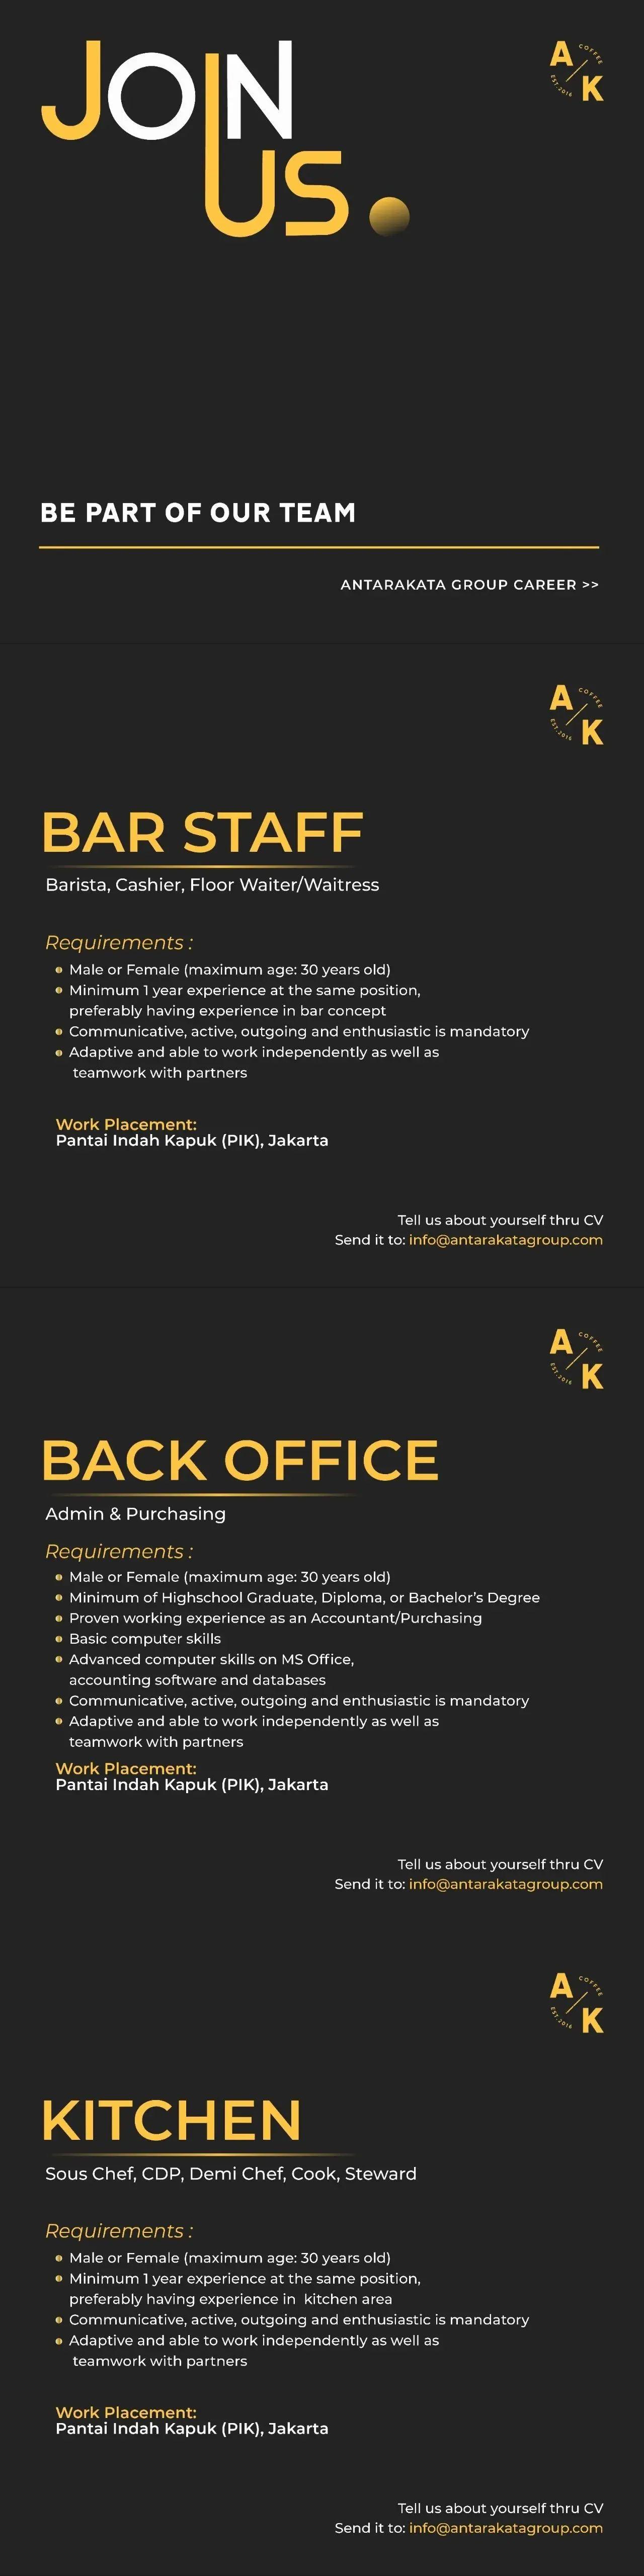 JOIN
US.
A
COFFEE
EST.2016
K
BE PART OF OUR TEAM
ANTARAKATA GROUP CAREER >>
A
COFFEE
EST.2016
K
BAR STAFF
Barista, Cashier, Floor Waiter/Waitress
Requirements :
Male or Female (maximum age: 30 years old)
Minimum 1 year experience at the same position,
preferably having experience in bar concept
Communicative, active, outgoing and enthusiastic is mandatory
Adaptive and able to work independently as well as
teamwork with partners
Work Placement:
Pantai Indah Kapuk (PIK), Jakarta
Tell us about yourself thru CV
Send it to: info@antarakatagroup.com
A
COFFEE
EST.2016
K
BACK OFFICE
Admin & Purchasing
Requirements :
Male or Female (maximum age: 30 years old)
Minimum of Highschool Graduate, Diploma, or Bachelor's Degree
Proven working experience as an Accountant/Purchasing
Basic computer skills
Advanced computer skills on MS Office,
accounting software and databases
Communicative, active, outgoing and enthusiastic is mandatory
Adaptive and able to work independently as well as
teamwork with partners
Work Placement:
Pantai Indah Kapuk (PIK), Jakarta
Tell us about yourself thru CV
Send it to: info@antarakatagroup.com
A
COFFEE
EST.2016
K
KITCHEN
Sous Chef, CDP, Demi Chef, Cook, Steward
Requirements :
Male or Female (maximum age: 30 years old)
Minimum 1 year experience at the same position,
preferably having experience in kitchen area
Communicative, active, outgoing and enthusiastic is mandatory
Adaptive and able to work independently as well as
teamwork with partners
Work Placement:
Pantai Indah Kapuk (PIK), Jakarta
Tell us about yourself thru CV
Send it to: info@antarakatagroup.com